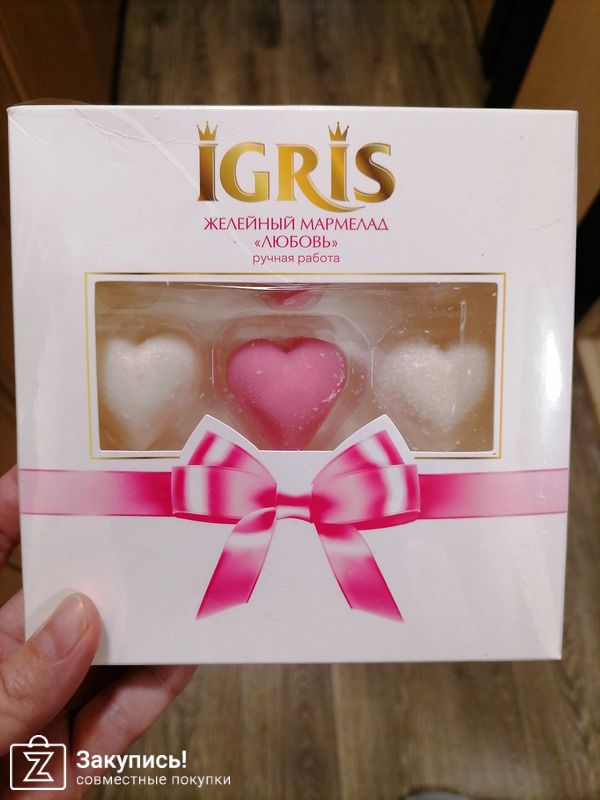 IGRIS
ЖЕЛЕЙНЫЙ МАРМЕЛАД
«ЛЮБОВЬ»
ручная работа
Закупись!
совместные покупки